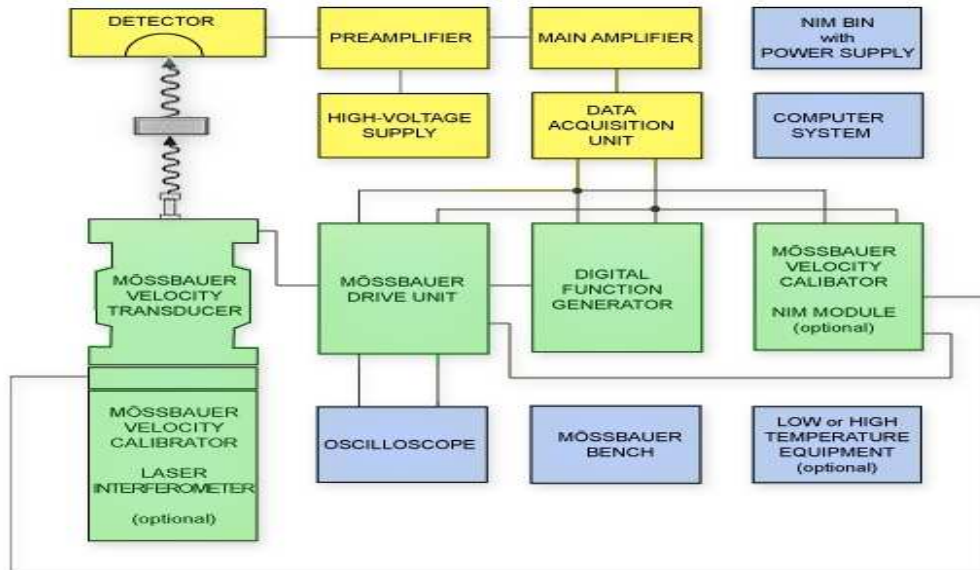 DETECTOR
PREAMPLIFIER
MAIN AMPLIFIER
NIM BIN
with
POWER SUPPLY
HIGH-VOLTAGE
SUPPLY
DATA
ACQUISITION
UNIT
COMPUTER
SYSTEM
MÖSSBAUER
VELOCITY
TRANSDUCER
MÖSSBAUER
DRIVE UNIT
DIGITAL
FUNCTION
GENERATOR
MÖSSBAUER
VELOCITY
CALIBATOR
NIM MODULE
(optional)
MÖSSBAUER
VELOCITY
CALIBRATOR
LASER
INTERFEROMETER
(optional)
OSCILLOSCOPE
MÖSSBAUER
BENCH
LOW or HIGH
TEMPERATURE
EQUIPMENT
(optional)